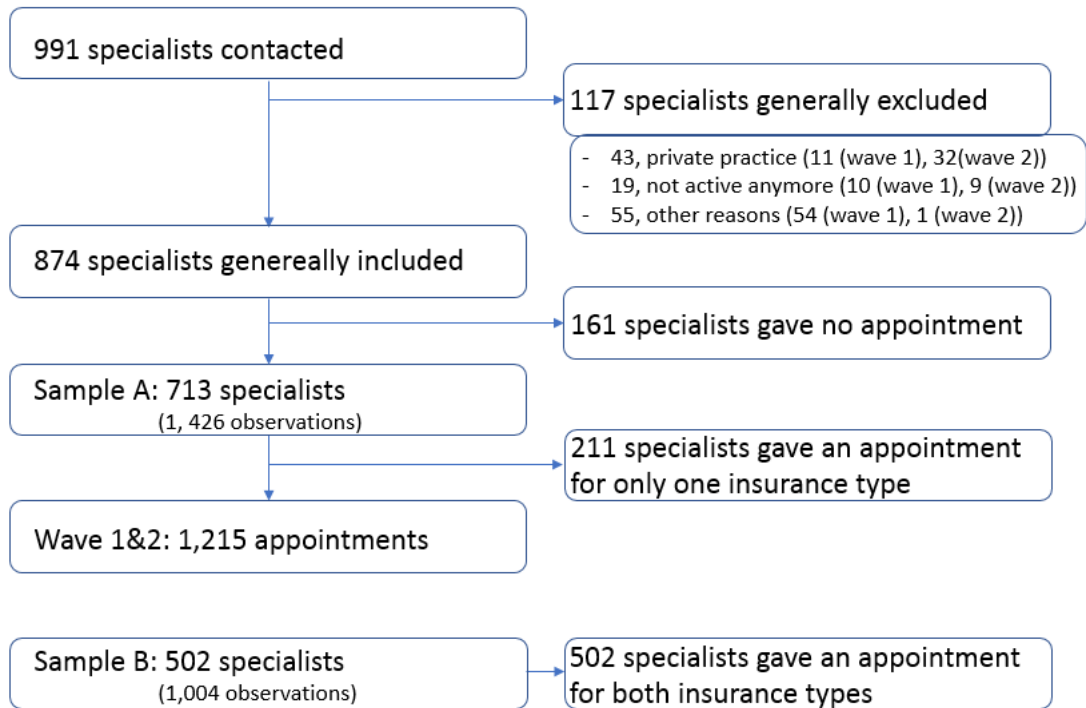 991 specialists contacted
117 specialists generally excluded
- 43, private practice (11 (wave 1), 32(wave 2))
- 19, not active anymore (10 (wave 1), 9 (wave 2))
- 55, other reasons (54 (wave 1), 1 (wave 2))
874 specialists genereally included
161 specialists gave no appointment
Sample A: 713 specialists
(1, 426 observations)
211 specialists gave an appointment
for only one insurance type
Wave 1&2: 1,215 appointments
Sample B: 502 specialists
(1,004 observations)
502 specialists gave an appointment
for both insurance types